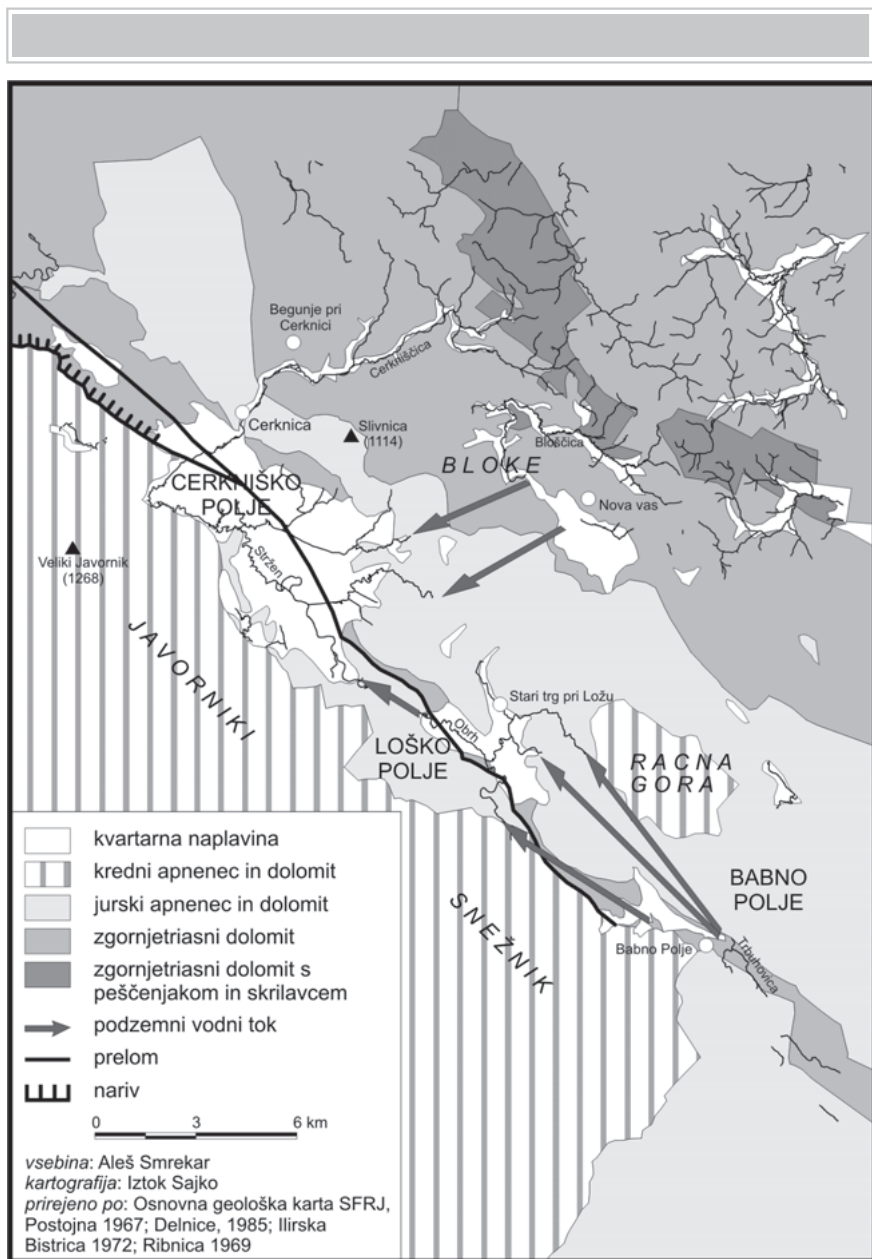 Begunje pri
Cerknici
Cerkniščica
Cerknica
Slivnica
(1114)
BLOKE
Bloščica
Nova vas
CERKNIŠKO
POLJE
Veliki Javornik
(1268)
Stržen
JAVORNIKI
Stari trg pri Ložu
Obrh
LOŠKO
POLJE
RACNA
GORA
BABNO
POLJE
SNEŽNIK
Babno Polje
Trbuhovica
kvartarna naplavina
kredni apnenec in dolomit
jurski apnenec in dolomit
zgornjetriasni dolomit
zgornjetriasni dolomit s
peščenjakom in skrilavcem
podzemni vodni tok
prelom
nariv
0 3 6 km
vsebina: Aleš Smrekar
kartografija: Iztok Sajko
prirejeno po: Osnovna geološka karta SFRJ,
Postojna 1967; Delnice, 1985; Ilirska
Bistrica 1972; Ribnica 1969